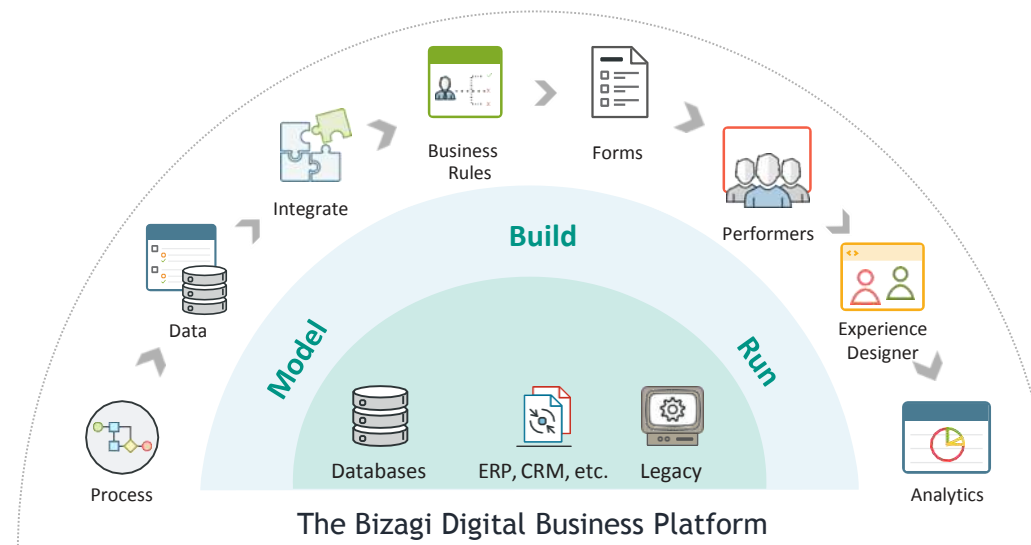 Process
Data
Integrate
Business
Rules
Forms
Performers
Experience
Designer
Analytics
Model
Build
Run
Databases
ERP, CRM, etc.
Legacy
The Bizagi Digital Business Platform